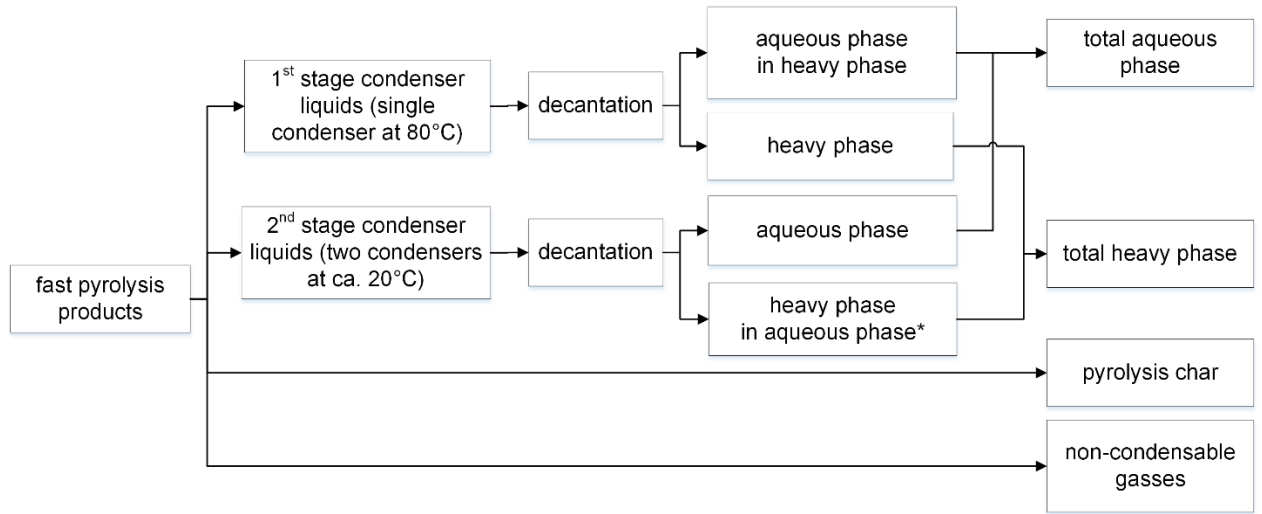 fast pyrolysis
products
1st stage condenser
liquids (single
condenser at 80°C)
decantation
aqueous phase
in heavy phase
heavy phase
total aqueous
phase
2nd stage condenser
liquids (two condensers
at ca. 20°C)
decantation
aqueous phase
heavy phase
in aqueous phase*
total heavy phase
pyrolysis char
non-condensable
gasses